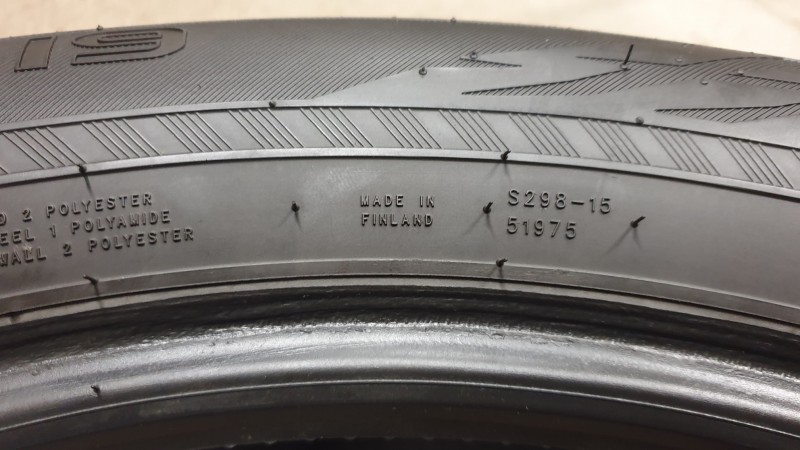 2 POLYESTER
1 POLYAMIDE
2 POLYESTER
MADE IN
FINLAND
S298-15
51975